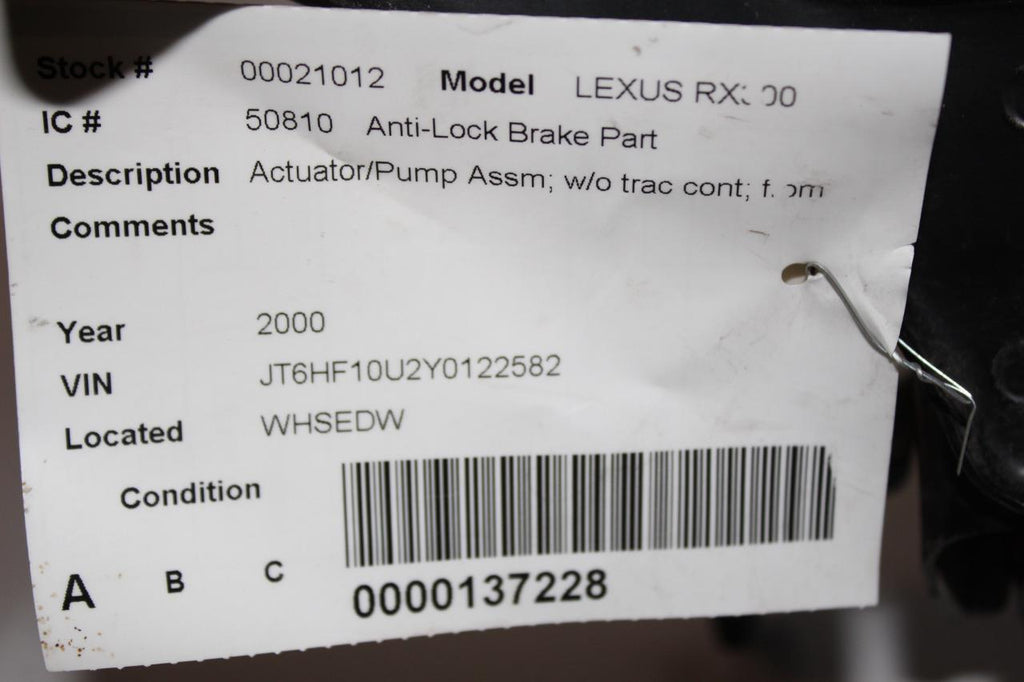 Stock # 00021012 Model LEXUS
IC # 50810 Anti-Lock Brake Part
Description Actuator/Pump Assm; w/o trac cont;
Comments
Year 2000
VIN JT6HF10U2Y0122582
Located WHSEDW
Condition
A B C
0000137228